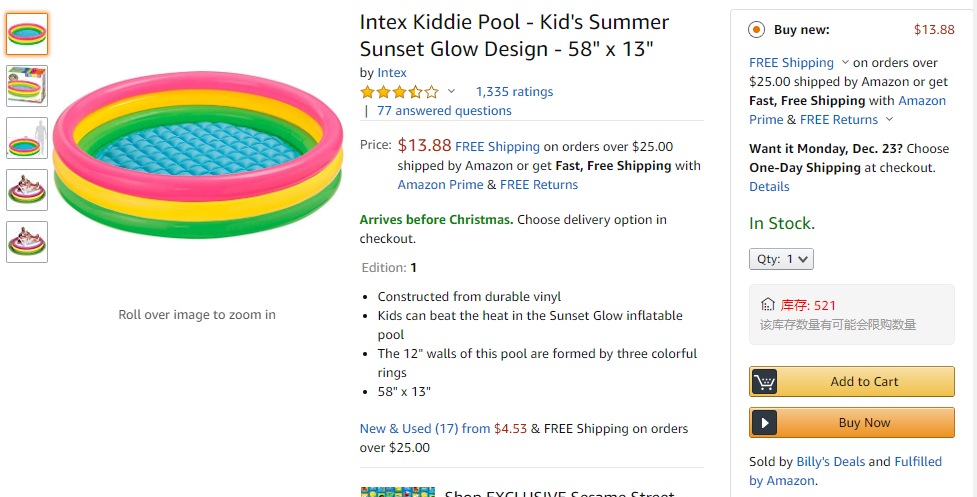 Intex Kiddie Pool - Kid's Summer
Sunset Glow Design - 58" x 13"
by Intex
1,335 ratings
| 77 answered questions
Price: $13.88 FREE Shipping on orders over $25.00
shipped by Amazon or get Fast, Free Shipping with
Amazon Prime & FREE Returns
Arrives before Christmas. Choose delivery option in
checkout.
Edition: 1
• Constructed from durable vinyl
• Kids can beat the heat in the Sunset Glow inflatable
pool
• The 12" walls of this pool are formed by three colorful
rings
• 58" x 13"
New & Used (17) from $4.53 & FREE Shipping on orders
over $25.00
Shop EXCLUSIVE Sesame Street
Roll over image to zoom in
Buy new: $13.88
FREE Shipping on orders over
$25.00 shipped by Amazon or get
Fast, Free Shipping with Amazon
Prime & FREE Returns
Want it Monday, Dec. 23? Choose
One-Day Shipping at checkout.
Details
In Stock.
Qty: 1
库存: 521
该库存数量有可能会限购数量
Add to Cart
Buy Now
Sold by Billy's Deals and Fulfilled
by Amazon.